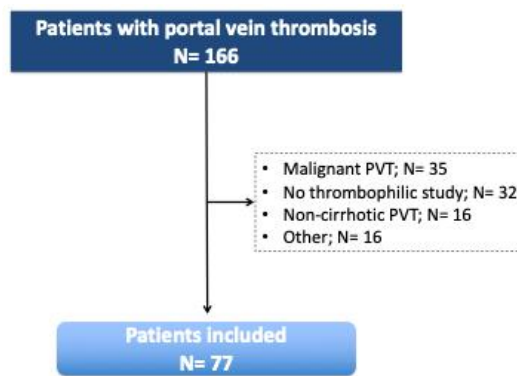 Patients with portal vein thrombosis
N= 166
• Malignant PVT; N= 35
• No thrombophilic study; N= 32
• Non-cirrhotic PVT; N= 16
• Other; N= 16
Patients included
N= 77